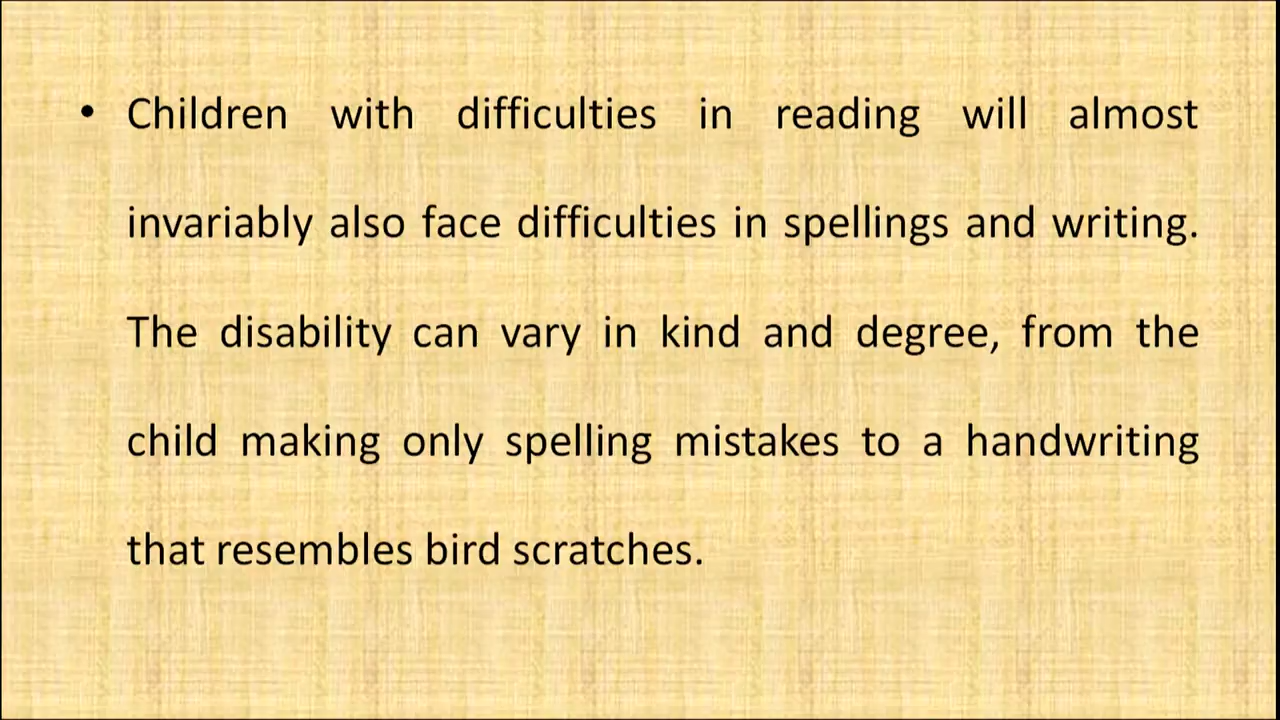 • Children with difficulties in reading will almost
invariably also face difficulties in spellings and writing.
The disability can vary in kind and degree, from the
child making only spelling mistakes to a handwriting
that resembles bird scratches.